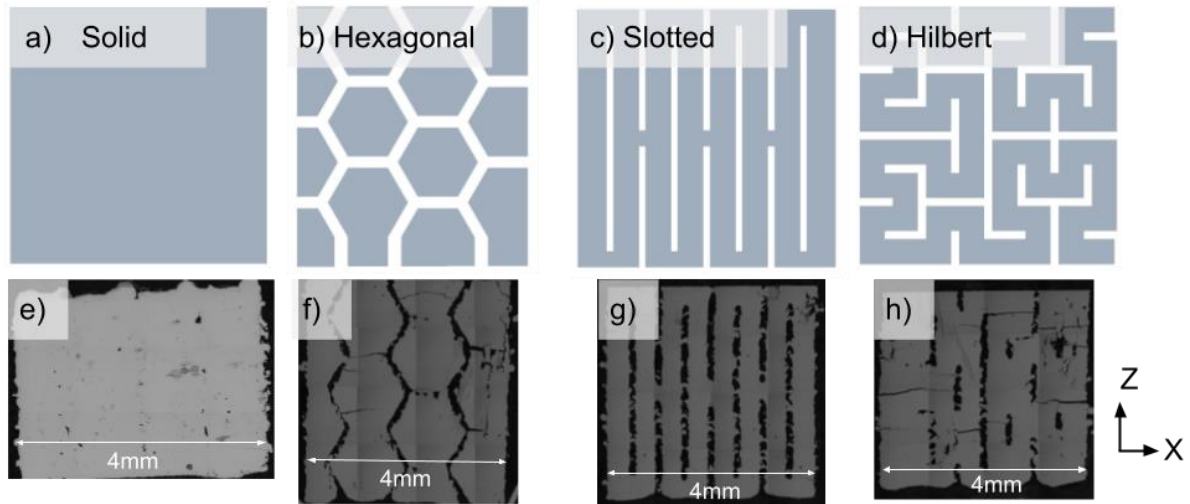 a) Solid
b) Hexagonal
c) Slotted
d) Hilbert
e)
f)
g)
h)
4mm
4mm
4mm
4mm
Z
X